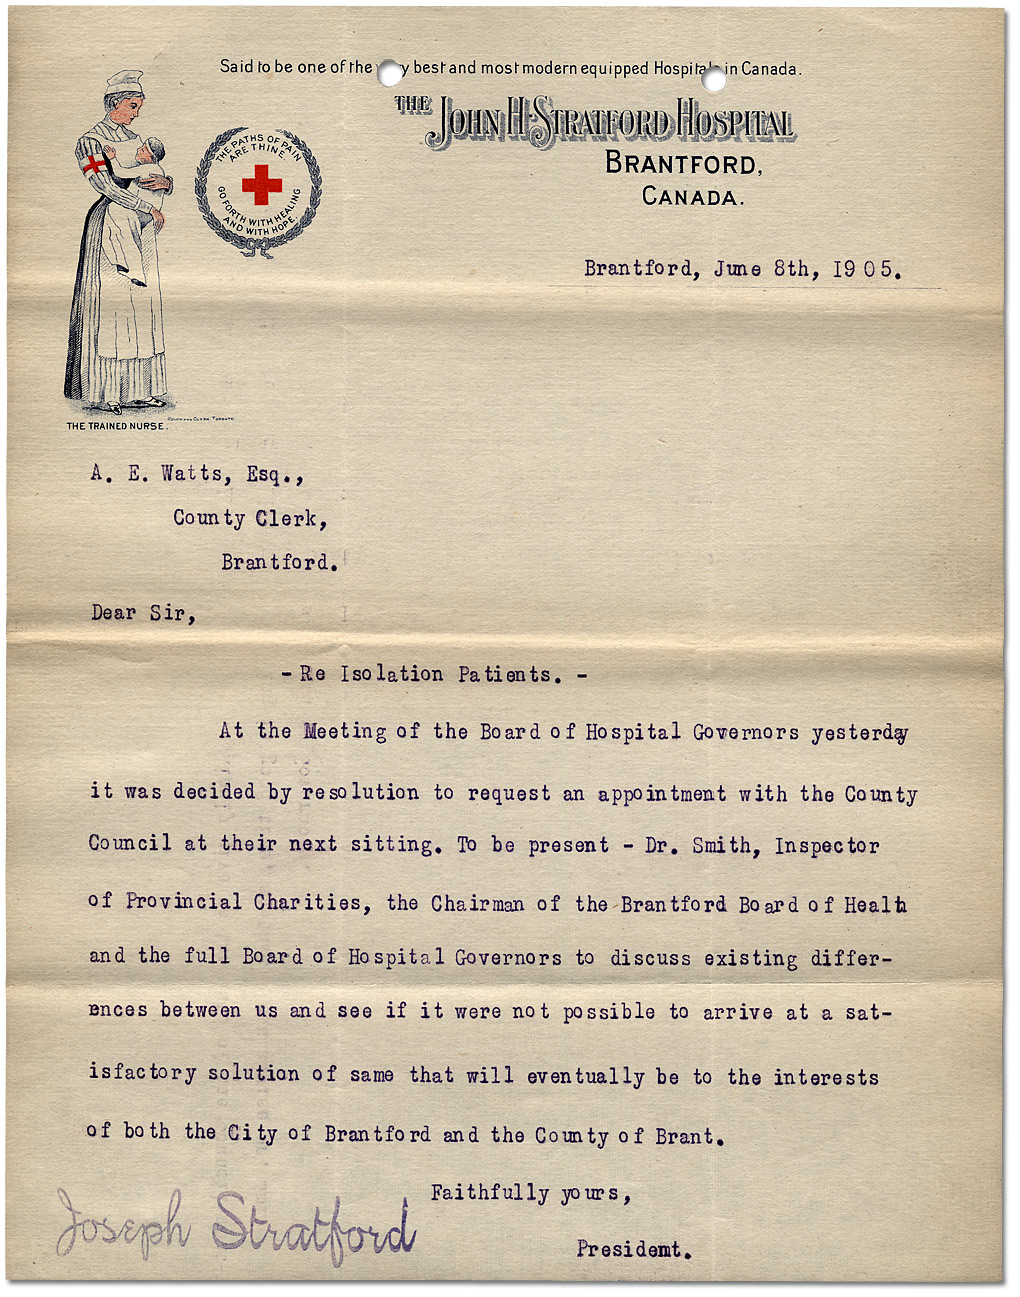 Said to be one of the very best and most modern equipped Hospitals in Canada.
THE JOHN H. STRATFORD HOSPITAL
BRANTFORD,
CANADA.
THE PATHS OF PAIN
ARE THINE.
GO FORTH WITH HEALING
AND WITH HOPE
Brantford, June 8th, 1905.
THE TRAINED NURSE.
A. E. Watts, Esq.,
County Clerk,
Brantford.
Dear Sir,
- Re Isolation Patients. -
At the Meeting of the Board of Hospital Governors yesterday
it was decided by resolution to request an appointment with the County
Council at their next sitting. To be present - Dr. Smith, Inspector
of Provincial Charities, the Chairman of the Brantford Board of Health
and the full Board of Hospital Governors to discuss existing differ-
ences between us and see if it were not possible to arrive at a sat-
isfactory solution of same that will eventually be to the interests
of both the City of Brantford and the County of Brant.
Faithfully yours,
Joseph Stratford
President.